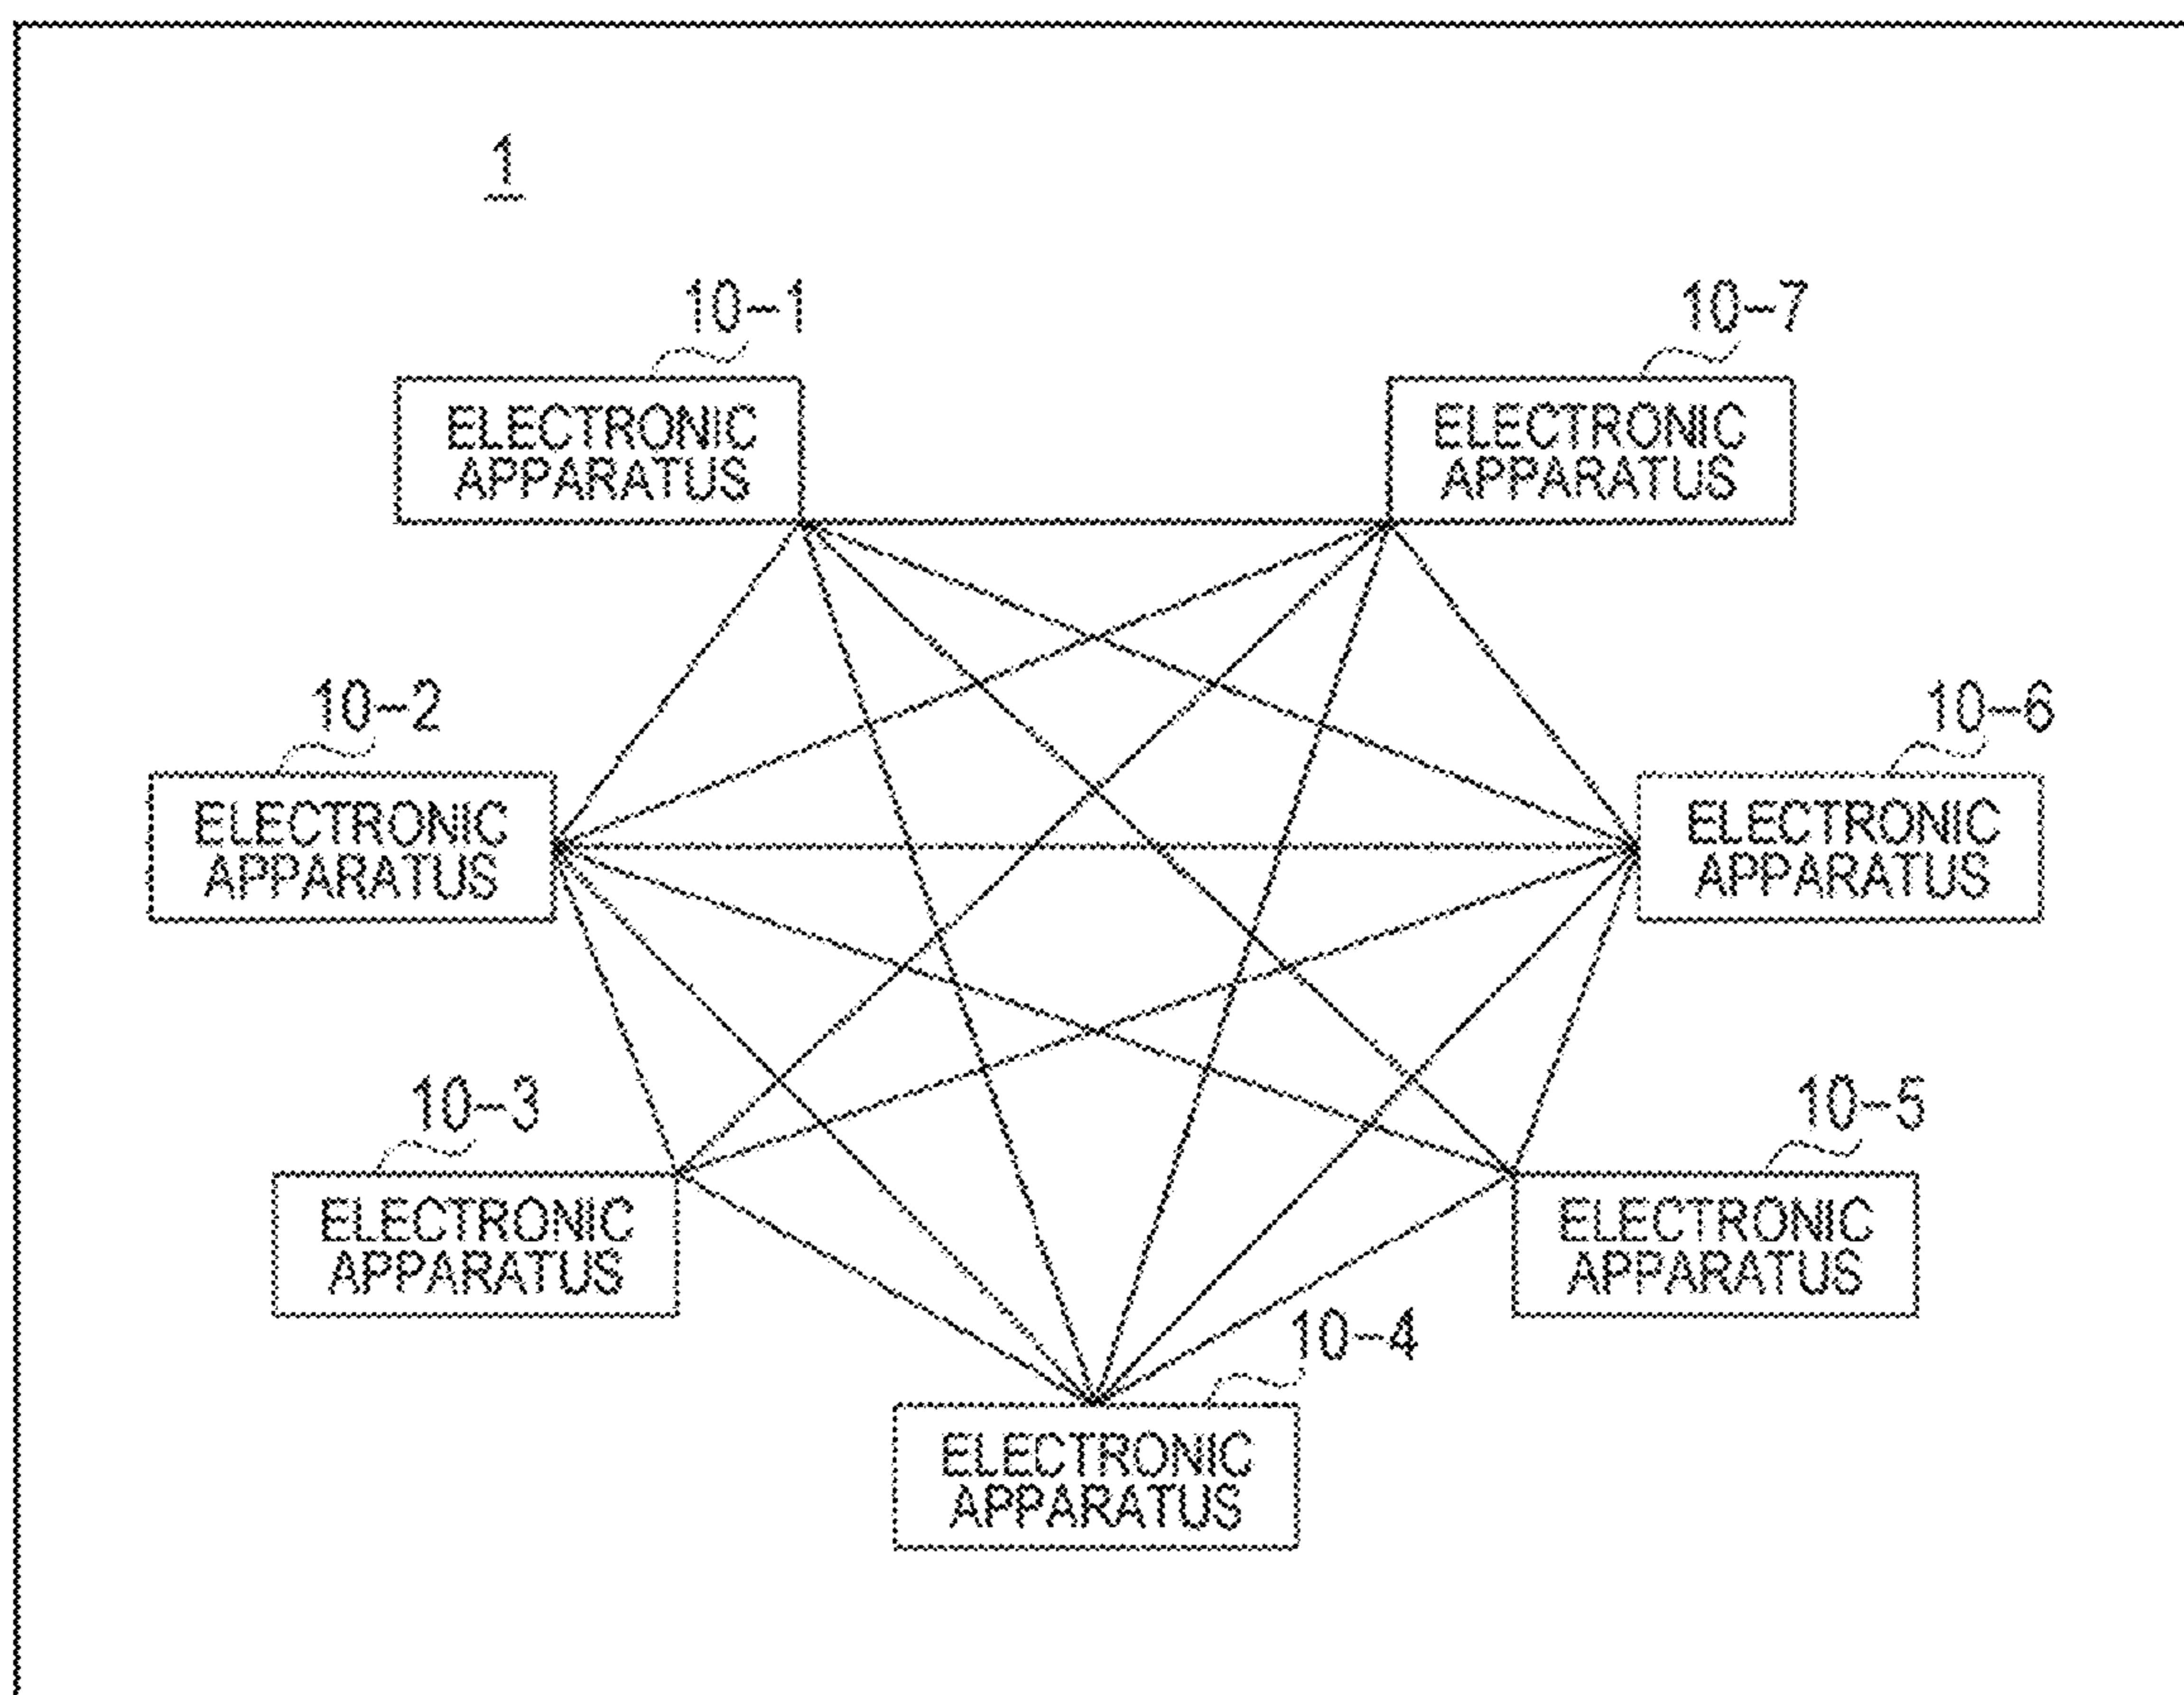 1
10-1
ELECTRONIC
APPARATUS
10-7
ELECTRONIC
APPARATUS
10-2
ELECTRONIC
APPARATUS
10-6
ELECTRONIC
APPARATUS
10-3
ELECTRONIC
APPARATUS
10-5
ELECTRONIC
APPARATUS
10-4
ELECTRONIC
APPARATUS